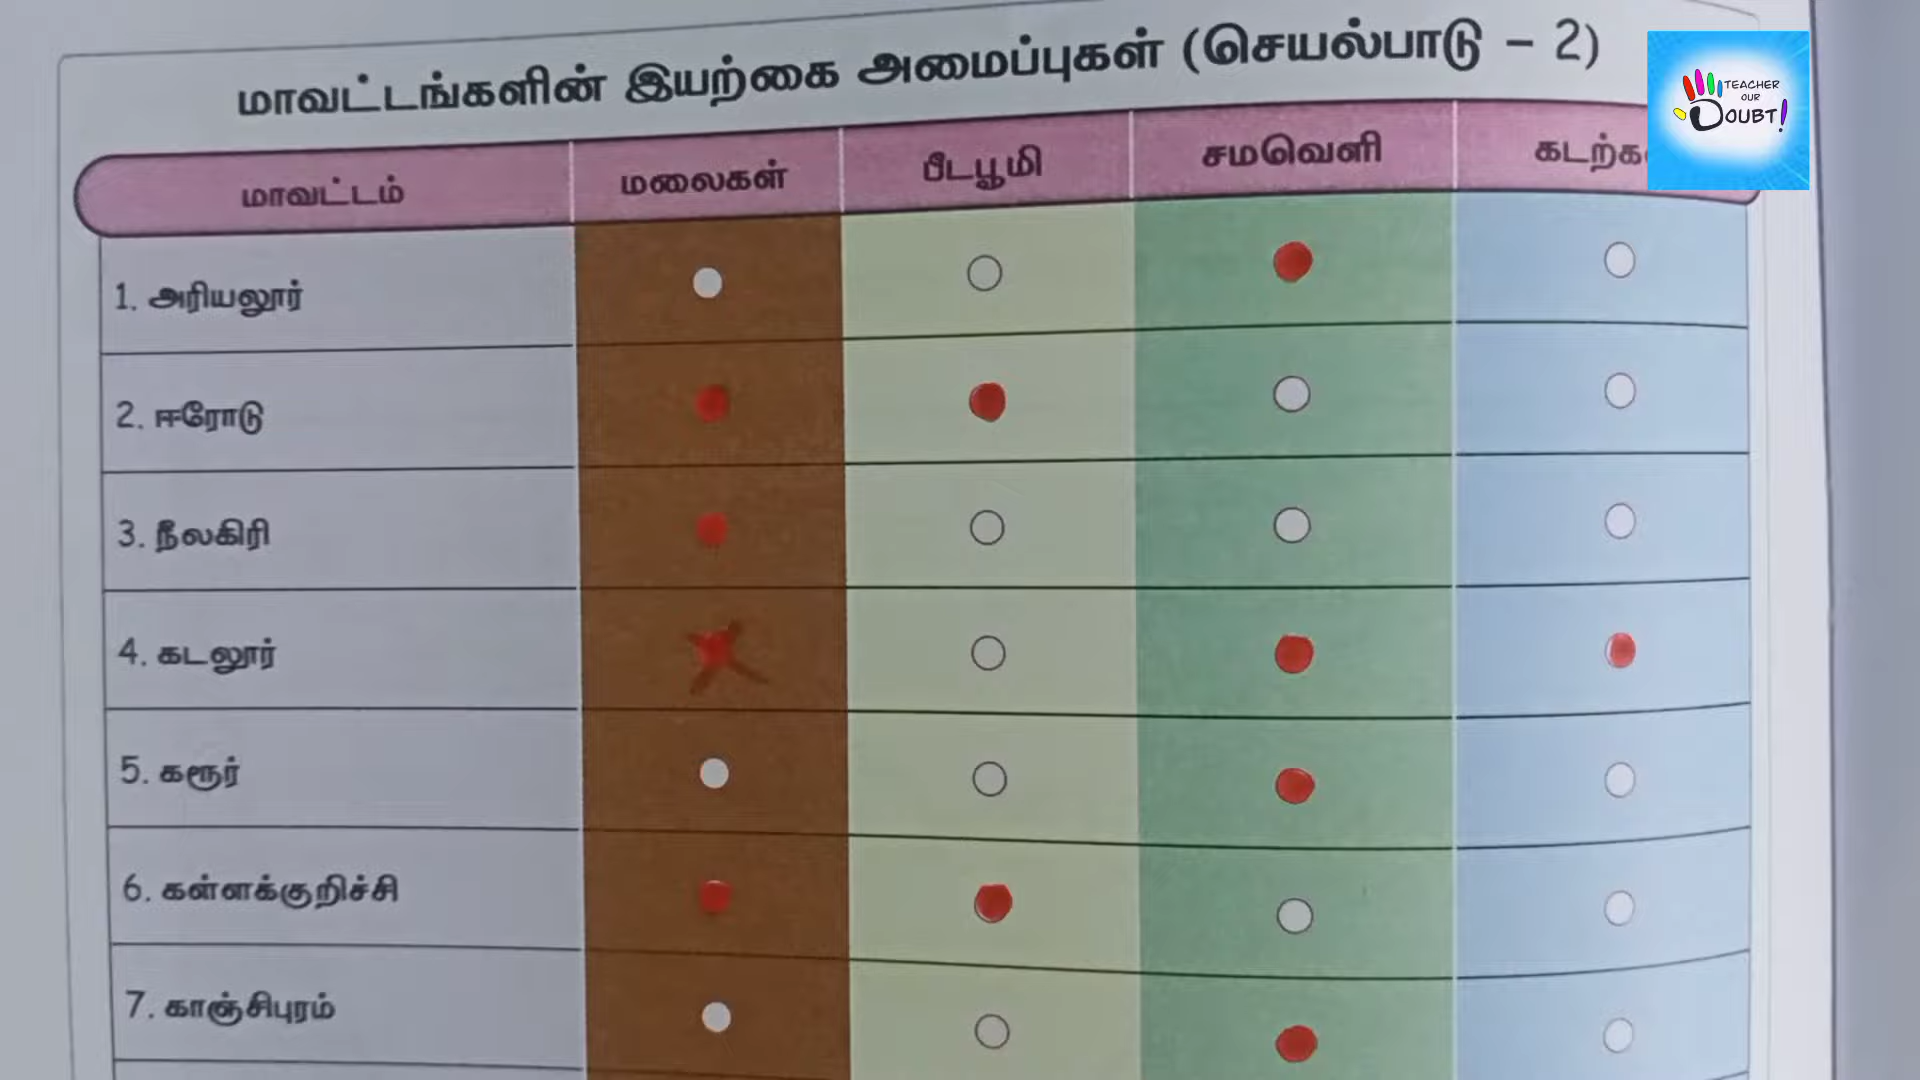 மாவட்டங்களின் இயற்கை அமைப்புகள் (செயல்பாடு - 2)
TEACHER
OUR
DOUBT!
மாவட்டம் மலைகள் பீடபூமி சமவெளி
1. அரியலூர்
2. ஈரோடு
3. நீலகிரி
4. கடலூர்
5. கரூர்
6. கள்ளக்குறிச்சி
7. காஞ்சிபுரம்